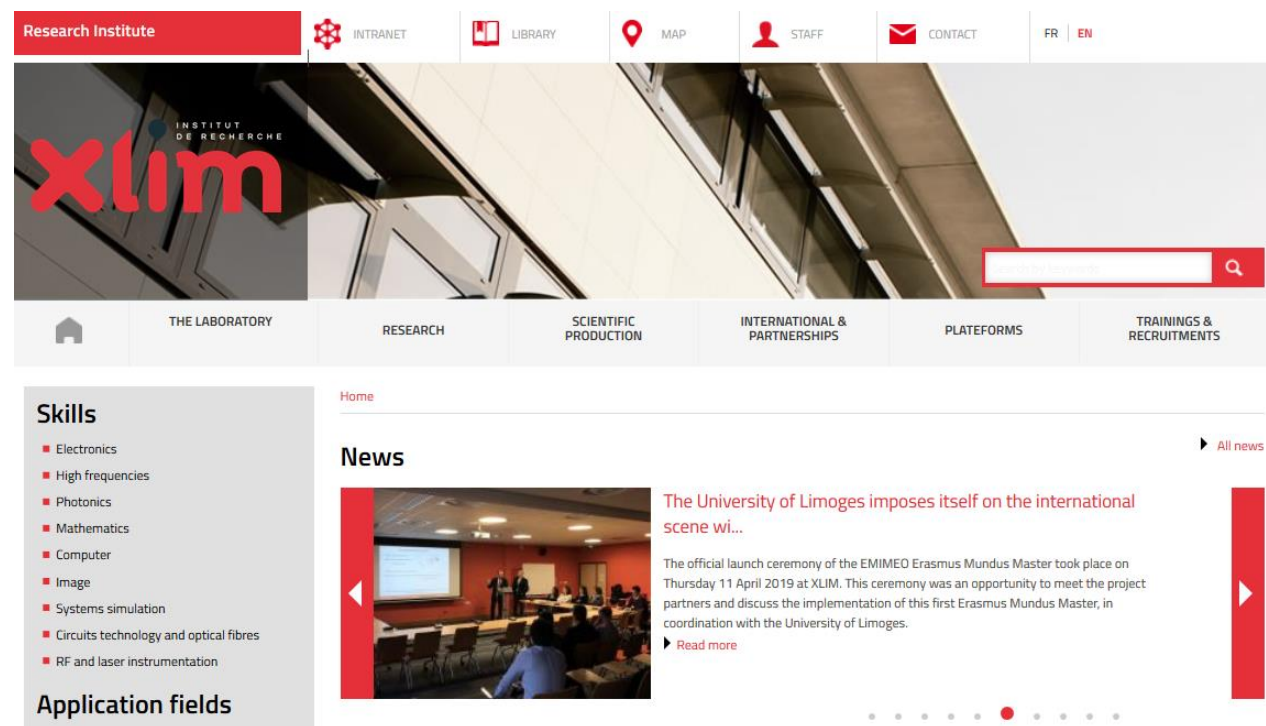 Research Institute
INTRANET
LIBRARY
MAP
STAFF
CONTACT
FR | EN
INSTITUT
DE RECHERCHE
xlim
THE LABORATORY
RESEARCH
SCIENTIFIC
PRODUCTION
INTERNATIONAL &
PARTNERSHIPS
PLATEFORMS
TRAININGS &
RECRUITMENTS
Skills
Electronics
High frequencies
Photonics
Mathematics
Computer
Image
Systems simulation
Circuits technology and optical fibres
RF and laser instrumentation
Application fields
Home
News
All news
The University of Limoges imposes itself on the international
scene wi...
The official launch ceremony of the EMIMEO Erasmus Mundus Master took place on
Thursday 11 April 2019 at XLIM. This ceremony was an opportunity to meet the project
partners and discuss the implementation of this first Erasmus Mundus Master, in
coordination with the University of Limoges.
Read more